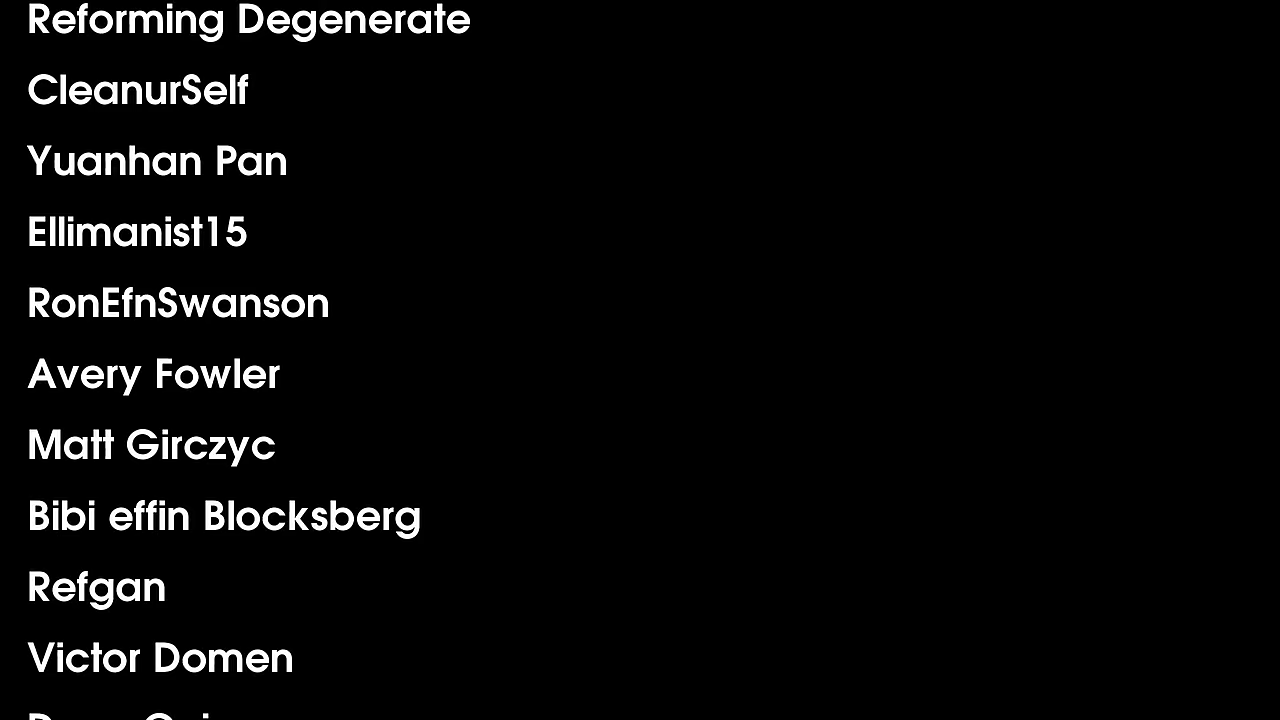 Reforming Degenerate
CleanurSelf
Yuanhan Pan
Ellimanist15
RonEfnSwanson
Avery Fowler
Matt Girczyc
Bibi effin Blocksberg
Refgan
Victor Domen